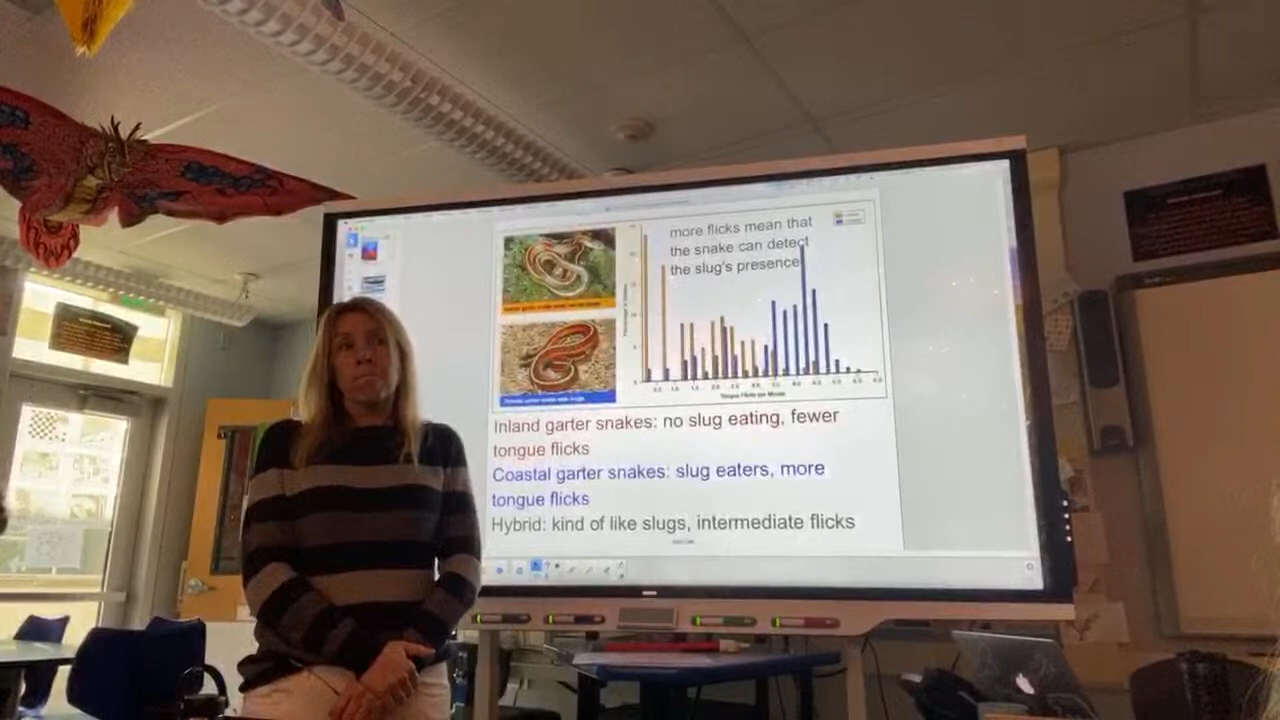 more flicks mean that
the snake can detect
the slug's presence
Inland garter snakes: no slug eating, fewer
tongue flicks
Coastal garter snakes: slug eaters, more
tongue flicks
Hybrid: kind of like slugs, intermediate flicks